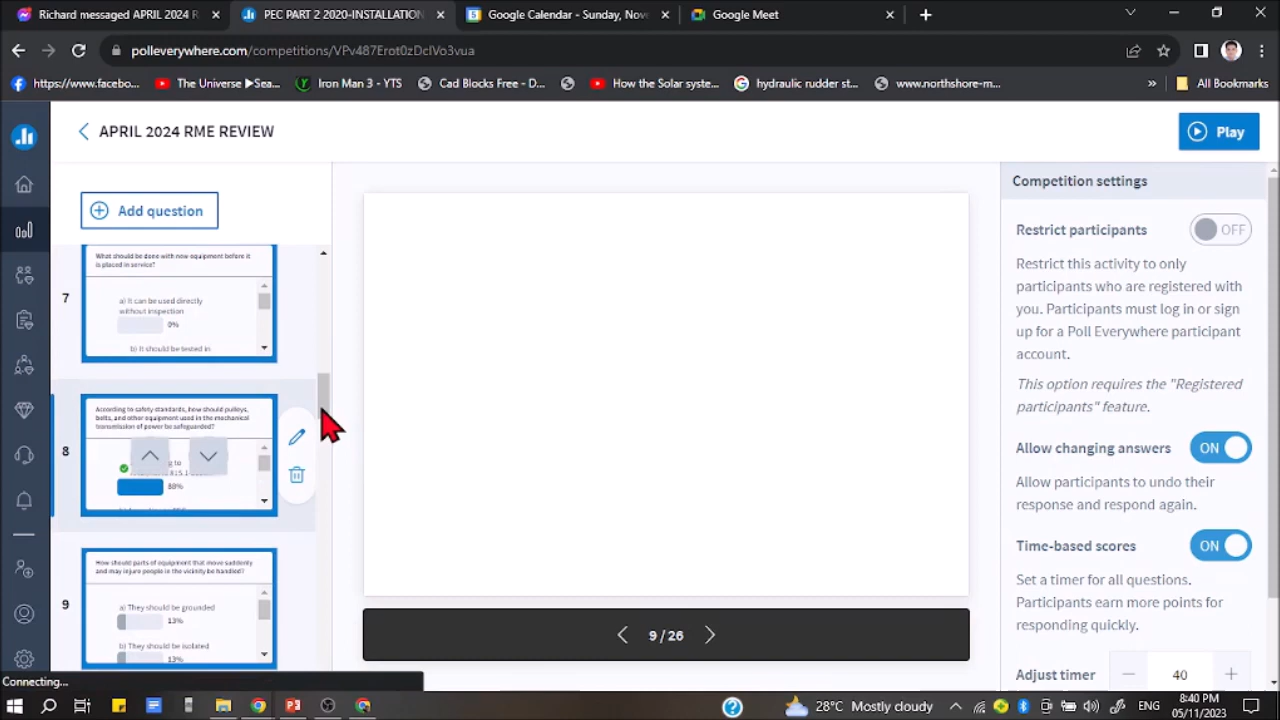 Richard messaged APRIL 2024 R
PEC PART 2 2020-INSTALLATION
Google Calendar - Sunday, Nov
Google Meet
polleverywhere.com/competitions/VPv487Erot0zDcIVo3vua
https://www.facebo...
The Universe ▶Sea...
Iron Man 3 - YTS
Cad Blocks Free - D...
How the Solar syste...
hydraulic rudder st...
www.northshore-m...
»
All Bookmarks
APRIL 2024 RME REVIEW
Play
Add question
7
What should be done with new equipment before it
is placed in service?
a) It can be used directly
without inspection
0%
b) It should be tested in
8
According to safety standards, how should pulleys,
belts, and other equipment used in the mechanical
transmission of power be safeguarded?
88%
9
How should parts of equipment that move suddenly
and may injure people in the vicinity be handled?
a) They should be grounded
13%
b) They should be isolated
13%
9 / 26
Competition settings
Restrict participants
OFF
Restrict this activity to only
participants who are registered with
you. Participants must log in or sign
up for a Poll Everywhere participant
account.
This option requires the "Registered
participants" feature.
Allow changing answers
ON
Allow participants to undo their
response and respond again.
Time-based scores
ON
Set a timer for all questions.
Participants earn more points for
responding quickly.
Adjust timer
40
Connecting...
28°C Mostly cloudy
ENG
8:40 PM
05/11/2023